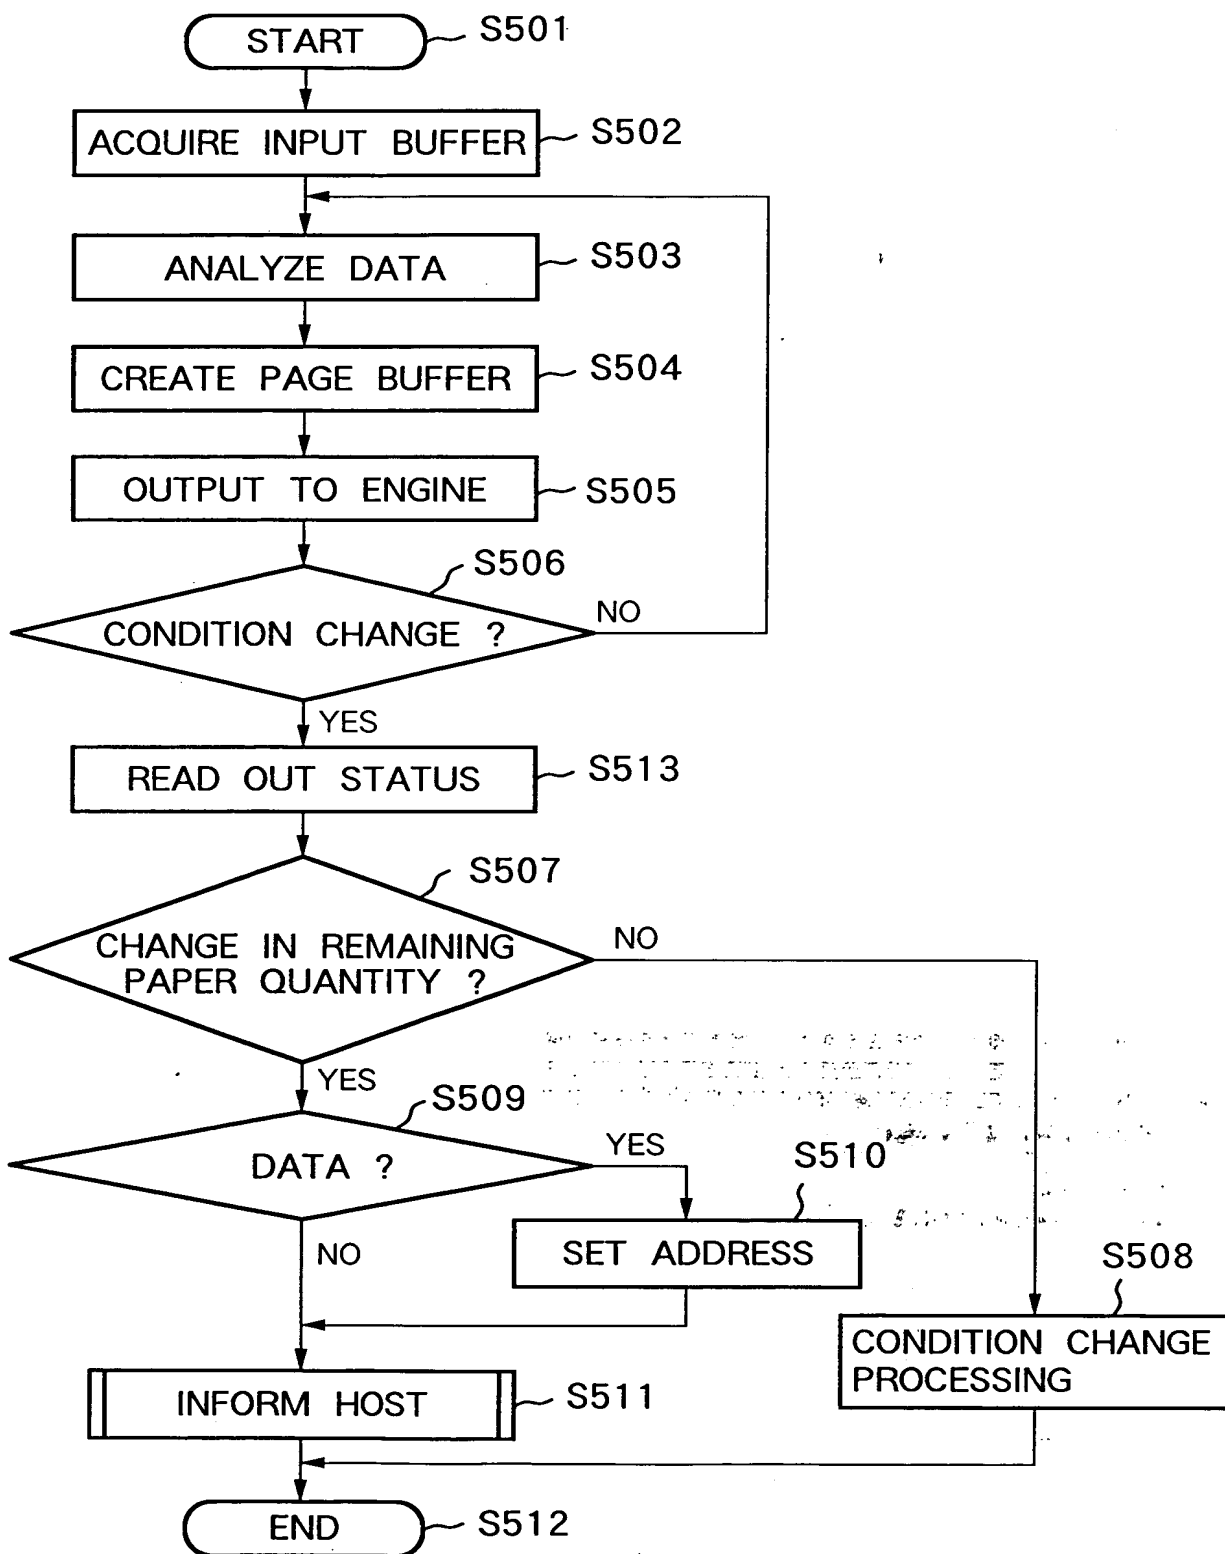 START
S501
ACQUIRE INPUT BUFFER
S502
ANALYZE DATA
S503
CREATE PAGE BUFFER
S504
OUTPUT TO ENGINE
S505
S506
CONDITION CHANGE ?
NO
YES
READ OUT STATUS
S513
S507
CHANGE IN REMAINING
PAPER QUANTITY ?
NO
YES
S509
DATA ?
YES
S510
NO
SET ADDRESS
S508
CONDITION CHANGE
PROCESSING
INFORM HOST
S511
END
S512